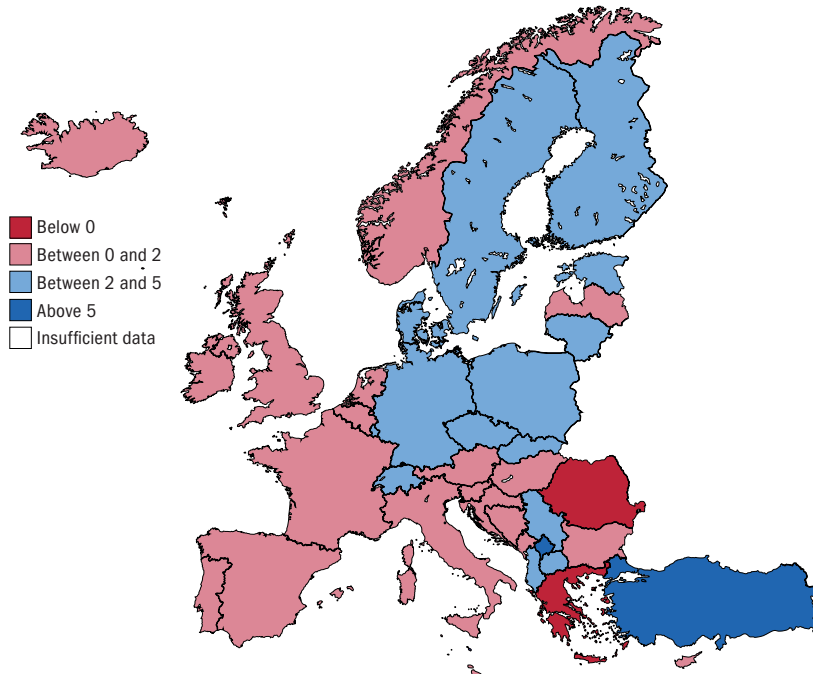 Below 0
Between 0 and 2
Between 2 and 5
Above 5
Insufficient data